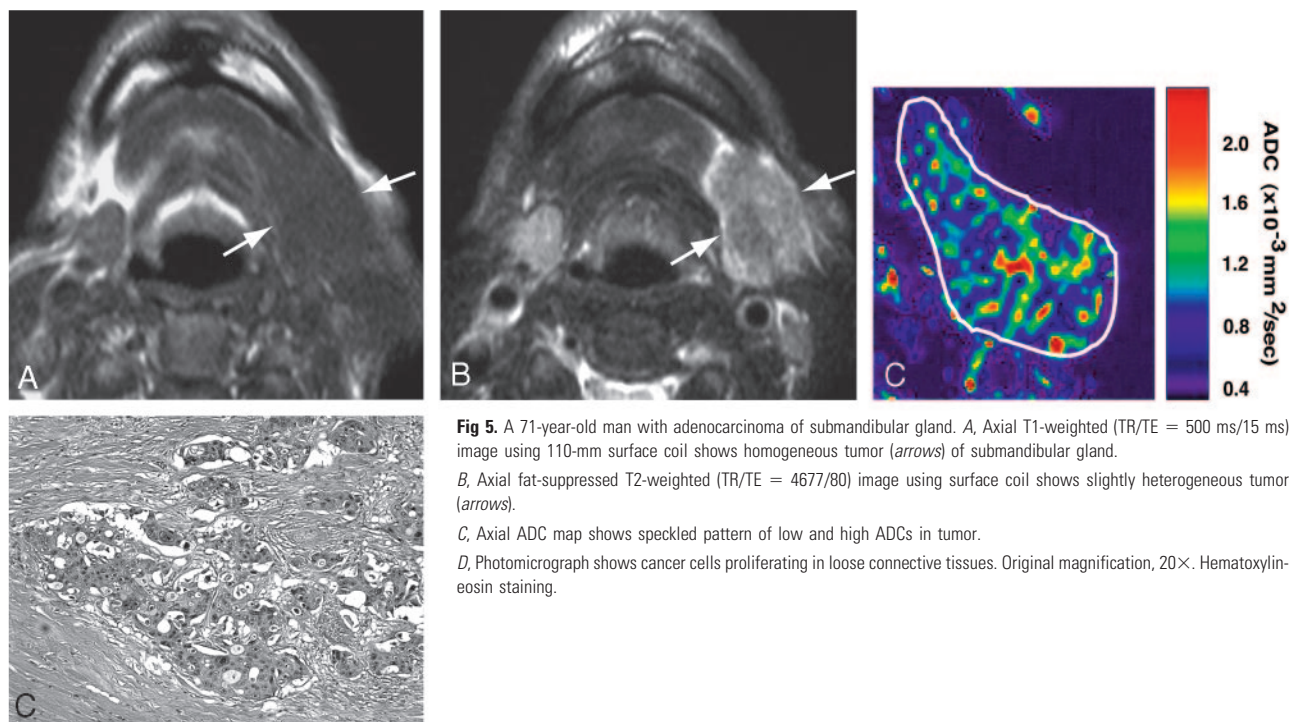 A
B
C
2.0
1.6
1.2
0.8
0.4
ADC (x10-3 mm2/sec)
C
Fig 5. A 71-year-old man with adenocarcinoma of submandibular gland. A, Axial T1-weighted (TR/TE = 500 ms/15 ms)
image using 110-mm surface coil shows homogeneous tumor (arrows) of submandibular gland.
B, Axial fat-suppressed T2-weighted (TR/TE = 4677/80) image using surface coil shows slightly heterogeneous tumor
(arrows).
C, Axial ADC map shows speckled pattern of low and high ADCs in tumor.
D, Photomicrograph shows cancer cells proliferating in loose connective tissues. Original magnification, 20×. Hematoxylin-
eosin staining.